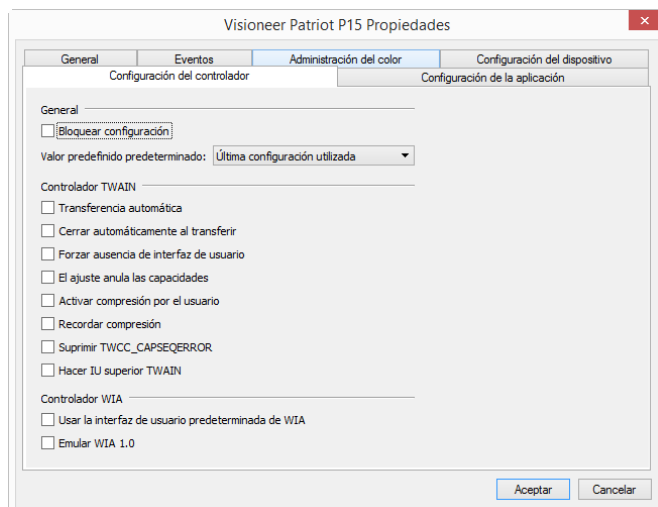 Visioneer Patriot P15 Propiedades
General Eventos Administración del color Configuración del dispositivo
Configuración del controlador Configuración de la aplicación
General
Bloquear configuración
Valor predefinido predeterminado: Última configuración utilizada
Controlador TWAIN
Transferencia automática
Cerrar automáticamente al transferir
Forzar ausencia de interfaz de usuario
El ajuste anula las capacidades
Activar compresión por el usuario
Recordar compresión
Suprimir TWCC_CAPSEQERROR
Hacer IU superior TWAIN
Controlador WIA
Usar la interfaz de usuario predeterminada de WIA
Emular WIA 1.0
Aceptar Cancelar